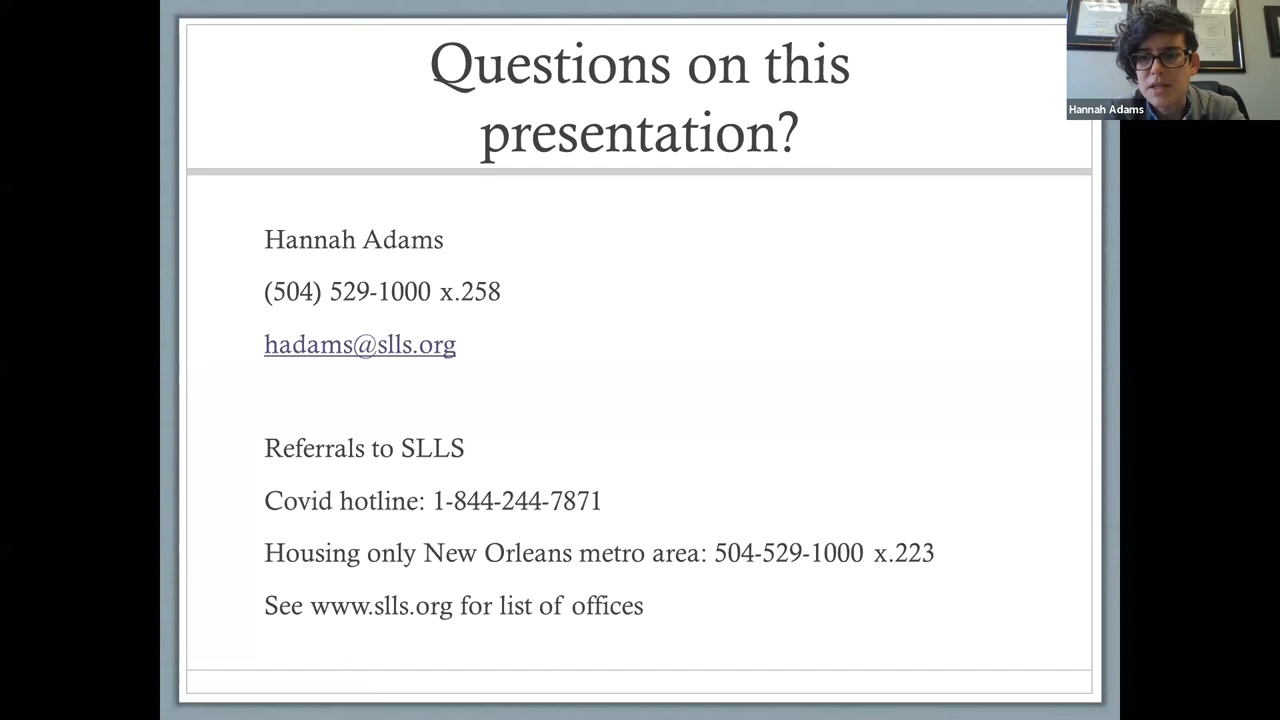 Questions on this
presentation?
Hannah Adams
Hannah Adams
(504) 529-1000 x.258
hadams@slls.org
Referrals to SLLS
Covid hotline: 1-844-244-7871
Housing only New Orleans metro area: 504-529-1000 x.223
See www.slls.org for list of offices